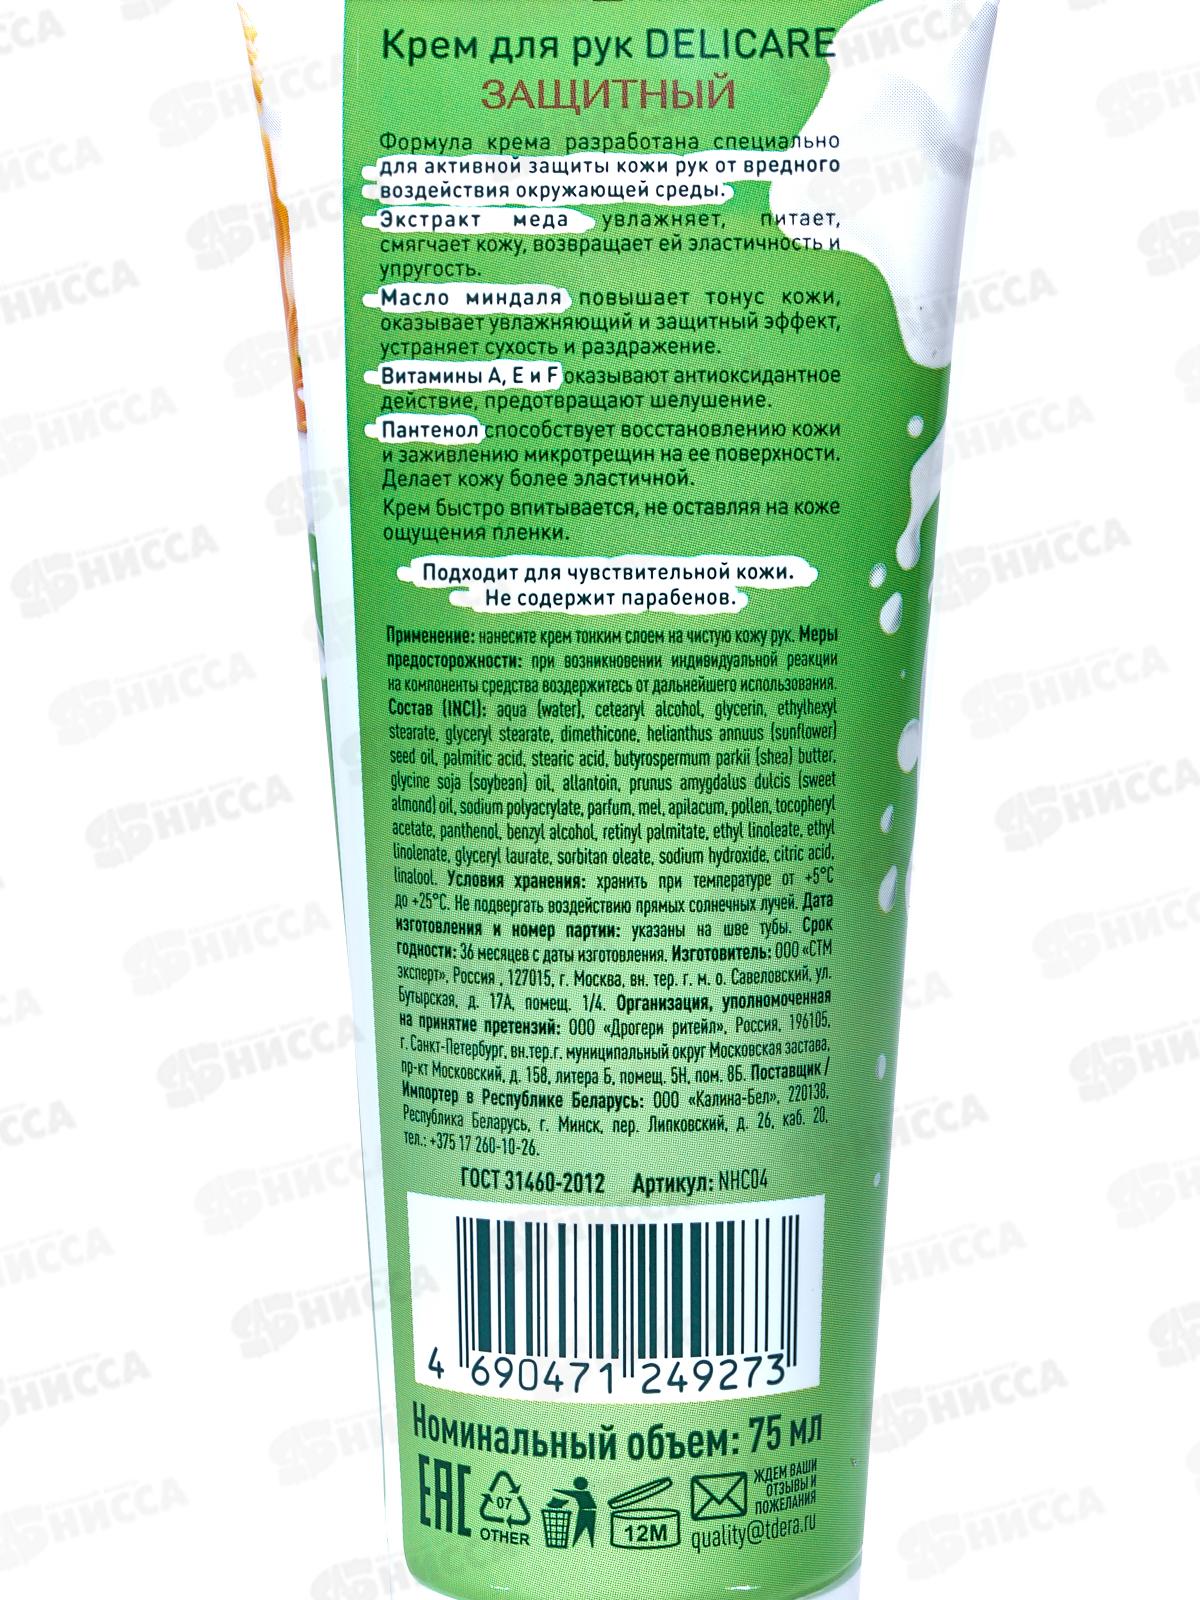 Крем для рук DELICARE
ЗАЩИТНЫЙ
Формула крема разработана специально
для активной защиты кожи рук от вредного
воздействия окружающей среды.
Экстракт меда увлажняет, питает,
смягчает кожу, возвращает ей эластичность и
упругость.
Масло миндаля повышает тонус кожи,
оказывает увлажняющий и защитный эффект,
устраняет сухость и раздражение.
Витамины А, Е и F оказывают антиоксидантное
действие, предотвращают шелушение.
Пантенол способствует восстановлению кожи
и заживлению микротрещин на ее поверхности.
Делает кожу более эластичной.
Крем быстро впитывается, не оставляя на коже
ощущения пленки.
Подходит для чувствительной кожи.
Не содержит парабенов.
Применение: нанесите крем тонким слоем на чистую кожу рук. Меры
предосторожности: при возникновении индивидуальной реакции
на компоненты средства воздержитесь от дальнейшего использования.
Состав (INCI): aqua (water), cetearyl alcohol, glycerin, ethylhexyl
stearate, glyceryl stearate, dimethicone, helianthus annuus (sunflower)
seed oil, palmitic acid, stearic acid, butyrospermum parkii (shea) butter,
glycine soja (soybean) oil, allantoin, prunus amygdalus dulcis (sweet
almond) oil, sodium polyacrylate, parfum, mel, apilacum, pollen, tocopheryl
acetate, panthenol, benzyl alcohol, retinyl palmitate, ethyl linoleate, ethyl
linolenate, glyceryl laurate, sorbitan oleate, sodium hydroxide, citric acid,
linalool. Условия хранения: хранить при температуре от +5°С
до +25°С. Не подвергать воздействию прямых солнечных лучей. Дата
изготовления и номер партии: указаны на шве тубы. Срок
годности: 36 месяцев с даты изготовления. Изготовитель: ООО «СТМ
эксперт», Россия , 127015, г. Москва, вн. тер. г. м. о. Савеловский, ул.
Бутырская, д. 17А, помещ. 1/4. Организация, уполномоченная
на принятие претензий: ООО «Дрогери ритейл», Россия, 196105,
г. Санкт-Петербург, вн.тер.г. муниципальный округ Московская застава,
пр-кт Московский, д. 158, литера Б, помещ. 5Н, пом. 8Б. Поставщик /
Импортер в Республике Беларусь: ООО «Калина-Бел», 220138,
Республика Беларусь, г. Минск, пер. Липковский, д. 26, каб. 20,
тел.: +375 17 260-10-26.
ГОСТ 31460-2012 Артикул: NHC04
4 690471 249273
Номинальный объем: 75 мл
ЕАС
07
OTHER
12M
ЖДЕМ ВАШИ
ОТЗЫВЫ И
ПОЖЕЛАНИЯ
quality@tdera.ru